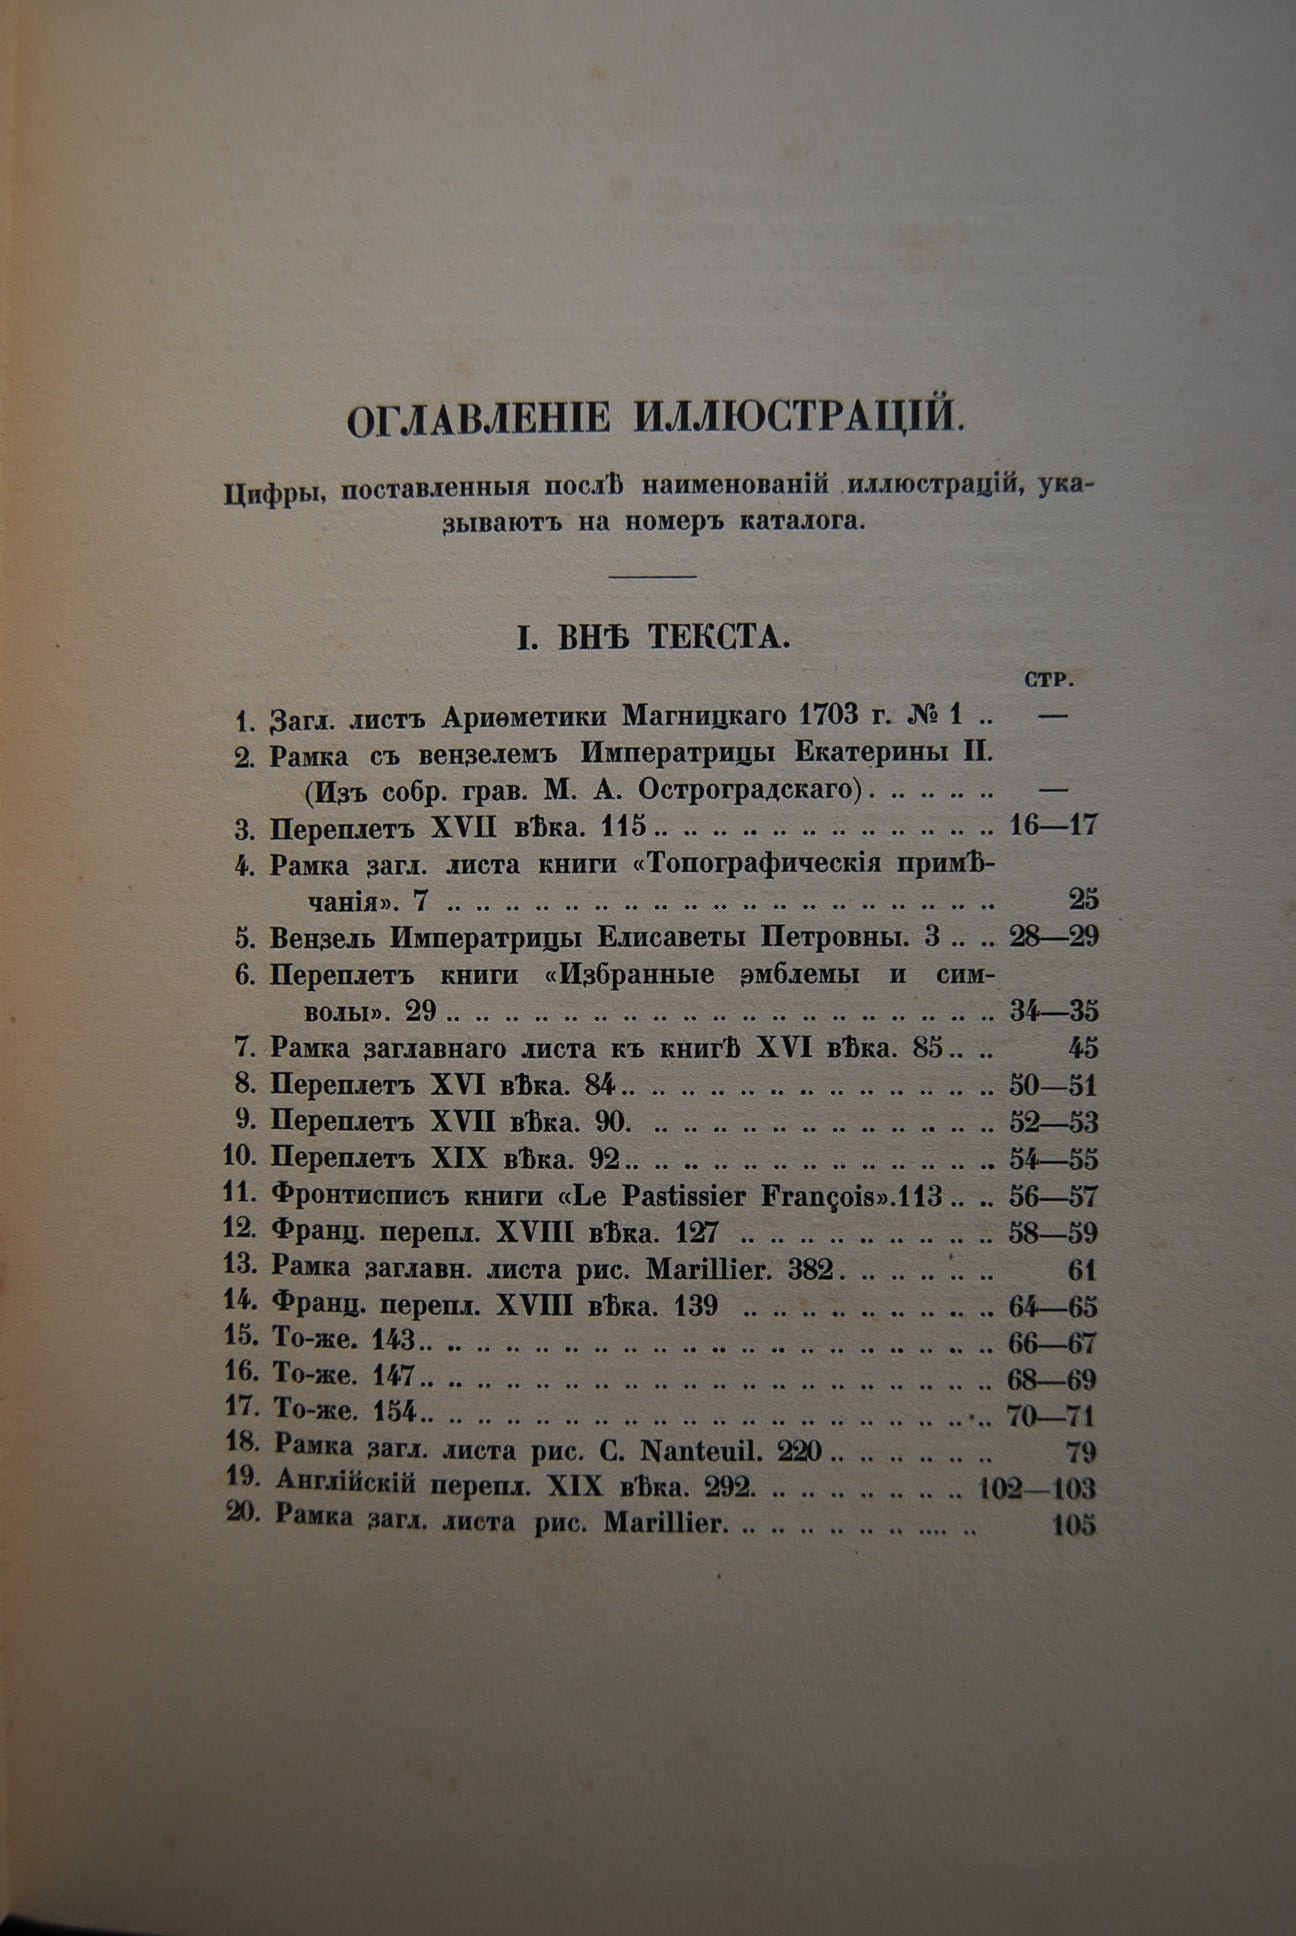 ОГЛАВЛЕНІЕ ИЛЛЮСТРАЦІЙ.
Цифры, поставленныя послѣ наименованій иллюстрацій, ука-
зываютъ на номеръ каталога.
I. ВНѢ ТЕКСТА.
СТР.
1. Загл. листъ Ариѳметики Магницкаго 1703 г. № 1 .. —
2. Рамка съ вензелемъ Императрицы Екатерины II.
(Изъ собр. грав. М. А. Остроградскаго). .. .. .. .. —
3. Переплетъ XVII вѣка. 115.. .. .. .. .. .. .. .. .. .. .. .. 16—17
4. Рамка загл. листа книги «Топографическія примѣ-
чанія». 7 .. .. .. .. .. .. .. .. .. .. .. .. .. .. .. .. .. .. .. 25
5. Вензель Императрицы Елисаветы Петровны. 3 .. .. 28—29
6. Переплетъ книги «Избранные эмблемы и сим-
волы». 29 .. .. .. .. .. .. .. .. .. .. .. .. .. .. .. .. .. .. .. 34—35
7. Рамка заглавнаго листа къ книгѣ XVI вѣка. 85.. .. 45
8. Переплетъ XVI вѣка. 84.. .. .. .. .. .. .. .. .. .. .. .. .. 50—51
9. Переплетъ XVII вѣка. 90. .. .. .. .. .. .. .. .. .. .. .. .. 52—53
10. Переплетъ XIX вѣка. 92.. .. .. .. .. .. .. .. .. .. .. .. .. 54—55
11. Фронтисписъ книги «Le Pastissier François».113.. .. 56—57
12. Франц. перепл. XVIII вѣка. 127 .. .. .. .. .. .. .. .. .. 58—59
13. Рамка заглавн. листа рис. Marillier. 382. .. .. .. .. .. 61
14. Франц. перепл. XVIII вѣка. 139 .. .. .. .. .. .. .. .. .. 64—65
15. То-же. 143.. .. .. .. .. .. .. .. .. .. .. .. .. .. .. .. .. .. .. .. 66—67
16. То-же. 147.. .. .. .. .. .. .. .. .. .. .. .. .. .. .. .. .. .. .. .. 68—69
17. То-же. 154.. .. .. .. .. .. .. .. .. .. .. .. .. .. .. .. .. .. .. .. 70—71
18. Рамка загл. листа рис. C. Nanteuil. 220 .. .. .. .. .. .. 79
19. Англійскій перепл. XIX вѣка. 292. .. .. .. .. .. .. .. 102—103
20. Рамка загл. листа рис. Marillier. .. .. .. .. .. .. .... .. 105